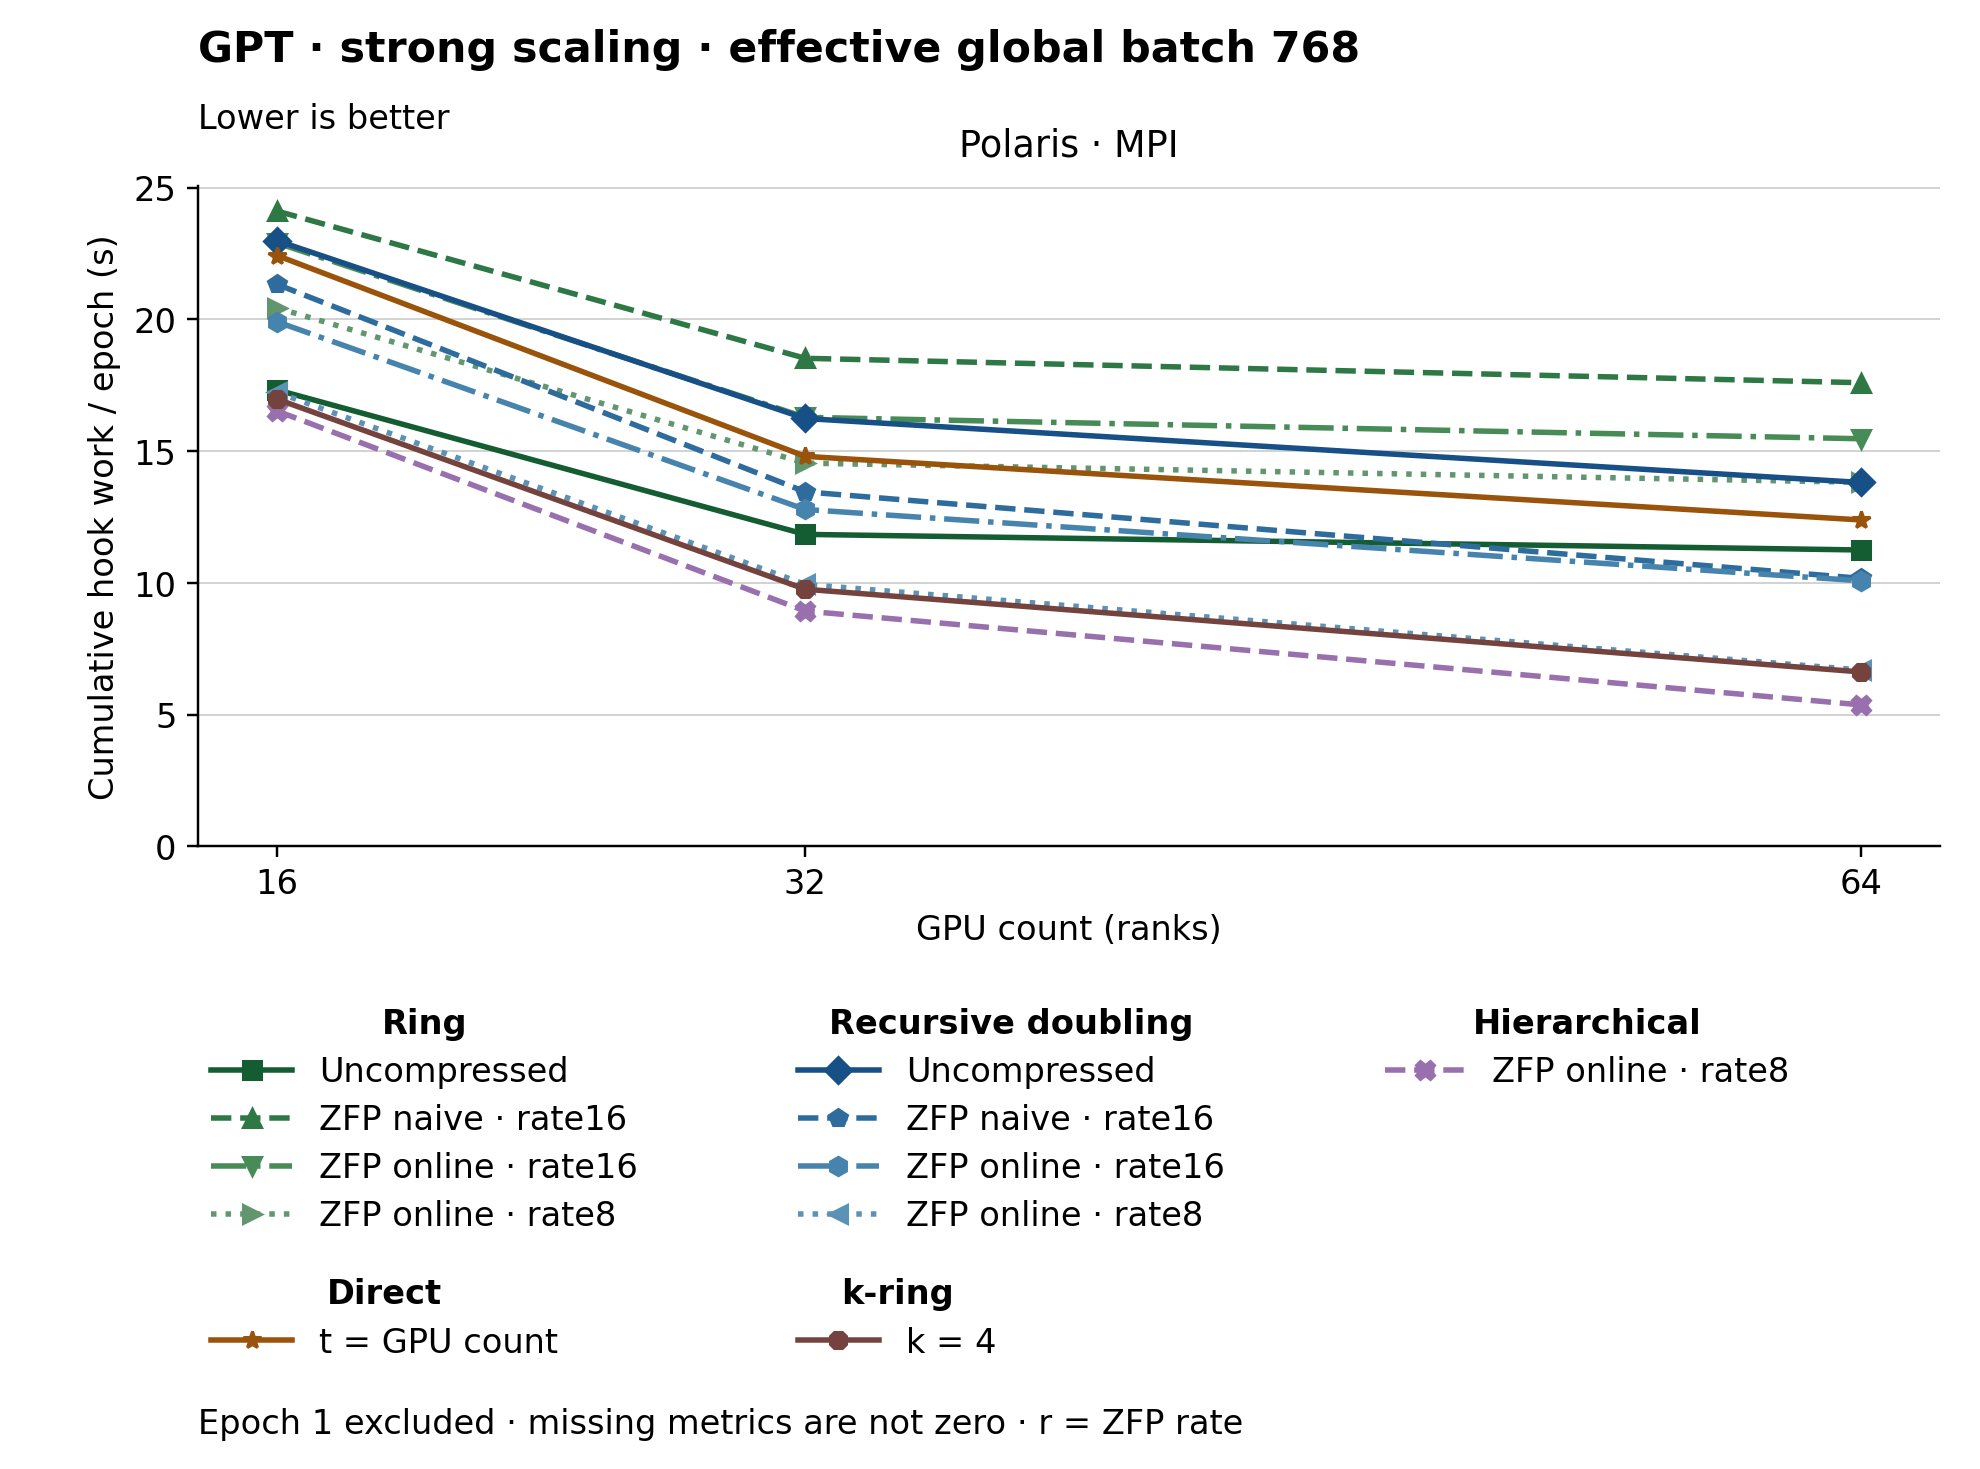 GPT · strong scaling · effective global batch 768
Lower is better
Polaris · MPI
Cumulative hook work / epoch (s)
25
20
15
10
5
0
16 32 64
GPU count (ranks)
Ring
Uncompressed
ZFP naive · rate16
ZFP online · rate16
ZFP online · rate8
Recursive doubling
Uncompressed
ZFP naive · rate16
ZFP online · rate16
ZFP online · rate8
Hierarchical
ZFP online · rate8
Direct
t = GPU count
k-ring
k = 4
Epoch 1 excluded · missing metrics are not zero · r = ZFP rate